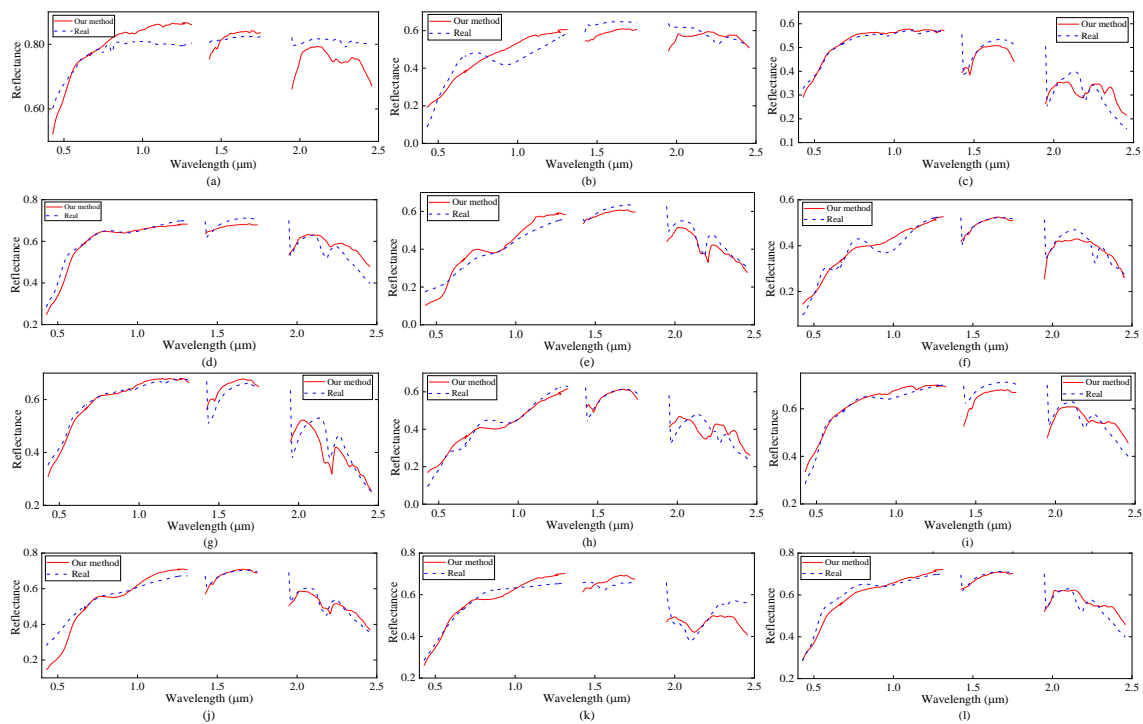 Our method
Real
0.80
0.60
Reflectance
0.5
1.0
1.5
2.0
2.5
Wavelength (μm)
(a)
Our method
Real
0.6
0.4
0.2
0.0
Reflectance
0.5
1.0
1.5
2.0
2.5
Wavelength (μm)
(b)
Our method
Real
0.6
0.5
0.4
0.3
0.2
0.1
Reflectance
0.5
1.0
1.5
2.0
2.5
Wavelength (μm)
(c)
Our method
Real
0.8
0.6
0.4
0.2
Reflectance
0.5
1.0
1.5
2.0
2.5
Wavelength (μm)
(d)
Our method
Real
0.6
0.4
0.2
0.0
Reflectance
0.5
1.0
1.5
2.0
2.5
Wavelength (μm)
(e)
Our method
Real
0.6
0.4
0.2
Reflectance
0.5
1.0
1.5
2.0
2.5
Wavelength (μm)
(f)
Our method
Real
0.6
0.4
0.2
Reflectance
0.5
1.0
1.5
2.0
2.5
Wavelength (μm)
(g)
Our method
Real
0.6
0.4
0.2
0.0
Reflectance
0.5
1.0
1.5
2.0
2.5
Wavelength (μm)
(h)
Our method
Real
0.6
0.4
0.2
Reflectance
0.5
1.0
1.5
2.0
2.5
Wavelength (μm)
(i)
Our method
Real
0.8
0.6
0.4
0.2
Reflectance
0.5
1.0
1.5
2.0
2.5
Wavelength (μm)
(j)
Our method
Real
0.8
0.6
0.4
0.2
Reflectance
0.5
1.0
1.5
2.0
2.5
Wavelength (μm)
(k)
Our method
Real
0.8
0.6
0.4
0.2
Reflectance
0.5
1.0
1.5
2.0
2.5
Wavelength (μm)
(l)